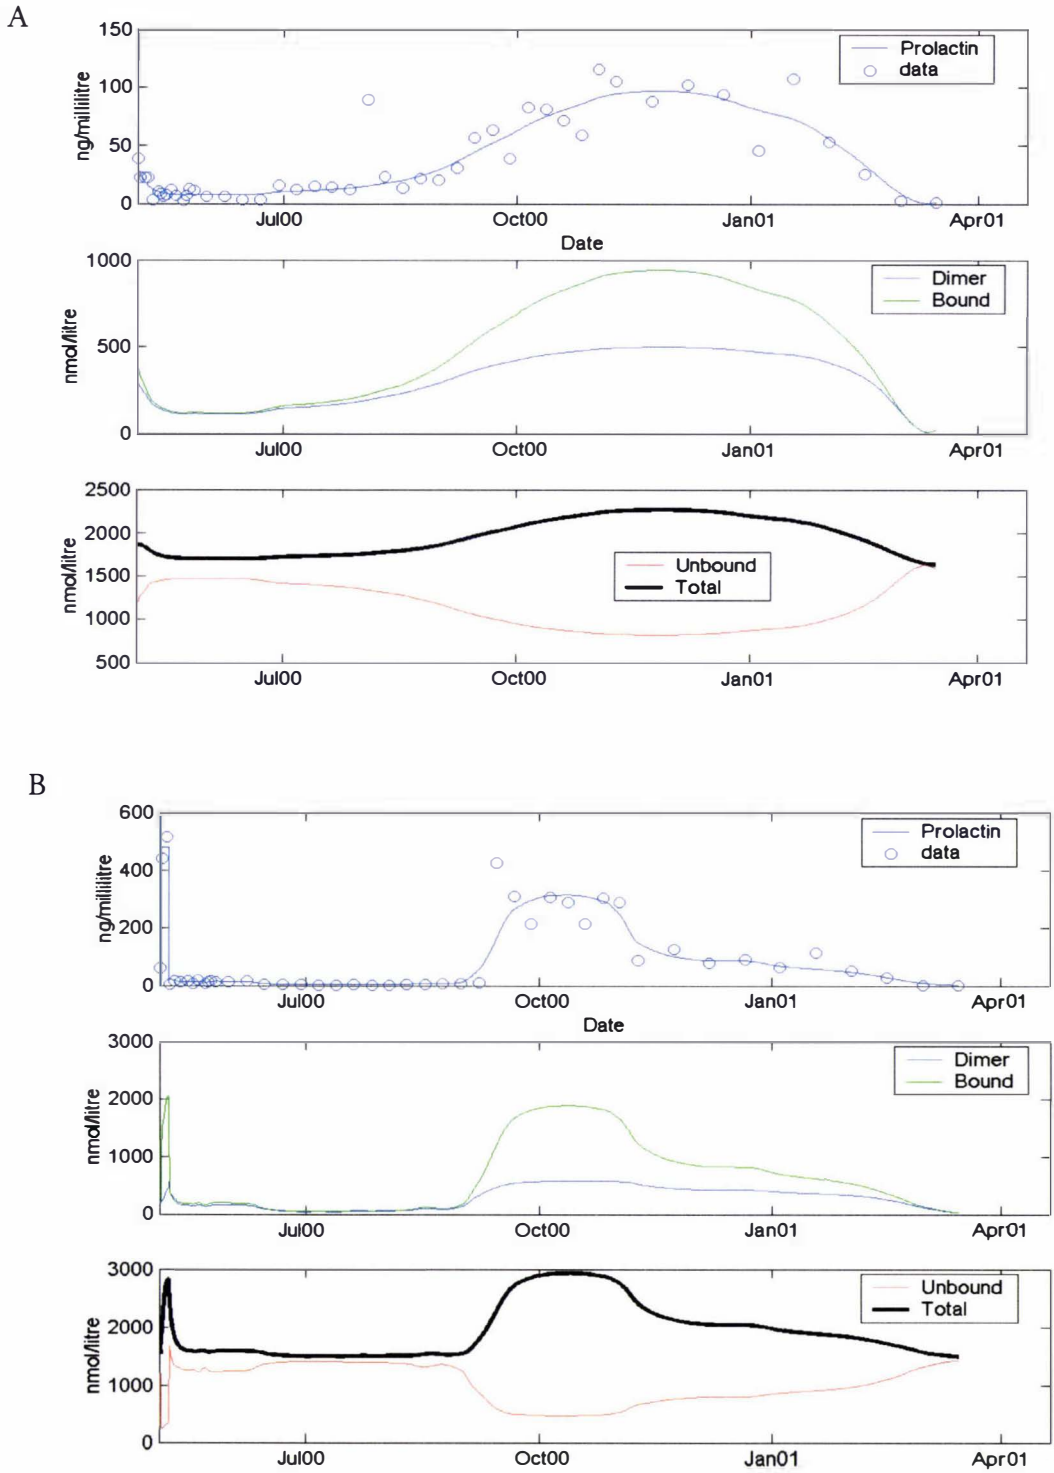 A
150
100
50
0
ng/millilitre
Prolactin
data
Jul00 Oct00 Jan01 Apr01
Date
1000
500
0
nmol/litre
Dimer
Bound
Jul00 Oct00 Jan01 Apr01
2500
2000
1500
1000
500
nmol/litre
Unbound
Total
Jul00 Oct00 Jan01 Apr01
B
600
400
200
0
ng/millilitre
Prolactin
data
Jul00 Oct00 Jan01 Apr01
Date
3000
2000
1000
0
nmol/litre
Dimer
Bound
Jul00 Oct00 Jan01 Apr01
3000
2000
1000
0
nmol/litre
Unbound
Total
Jul00 Oct00 Jan01 Apr01